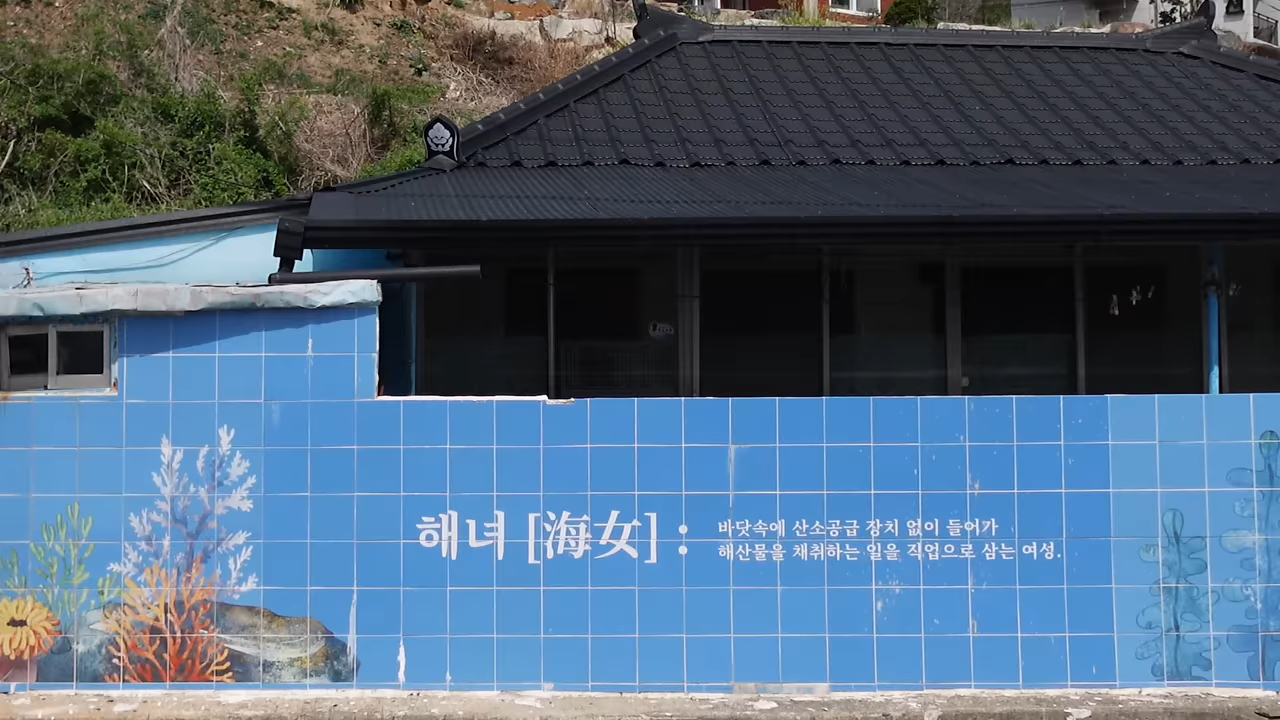 해녀 [海女] :
바닷속에 산소공급 장치 없이 들어가
해산물을 채취하는 일을 직업으로 삼는 여성.